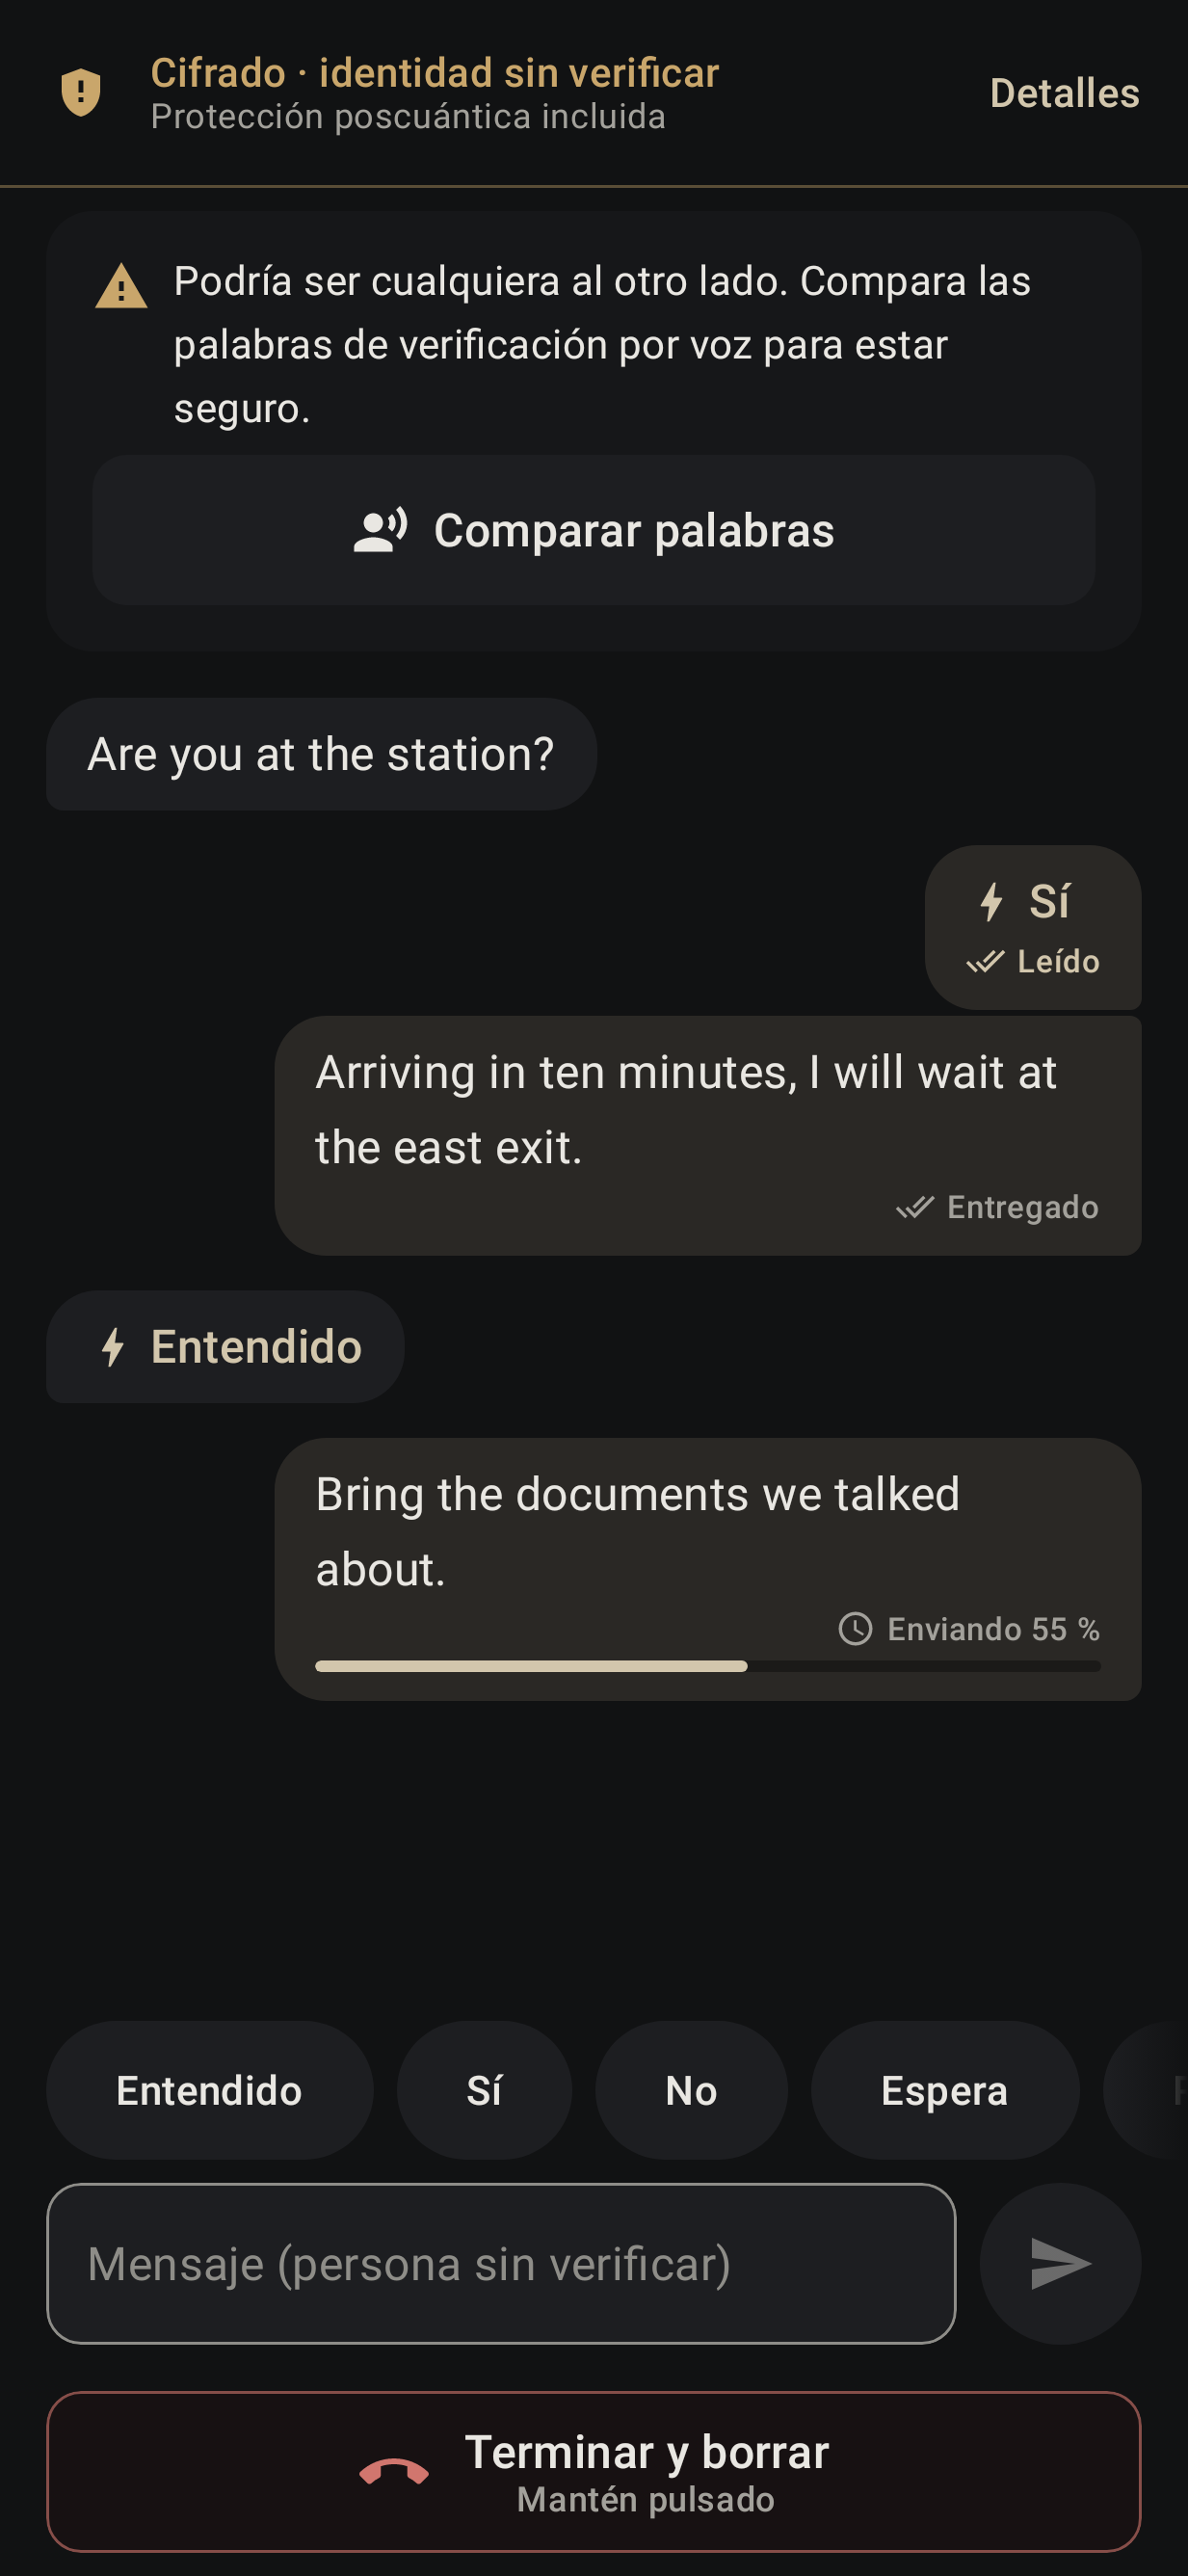 Cifrado · identidad sin verificar
Protección poscuántica incluida
Detalles
Podría ser cualquiera al otro lado. Compara las
palabras de verificación por voz para estar
seguro.
Comparar palabras
Are you at the station?
Sí
Leído
Arriving in ten minutes, I will wait at
the east exit.
Entregado
Entendido
Bring the documents we talked
about.
Enviando 55 %
Entendido
Sí
No
Espera
Mensaje (persona sin verificar)
Terminar y borrar
Mantén pulsado